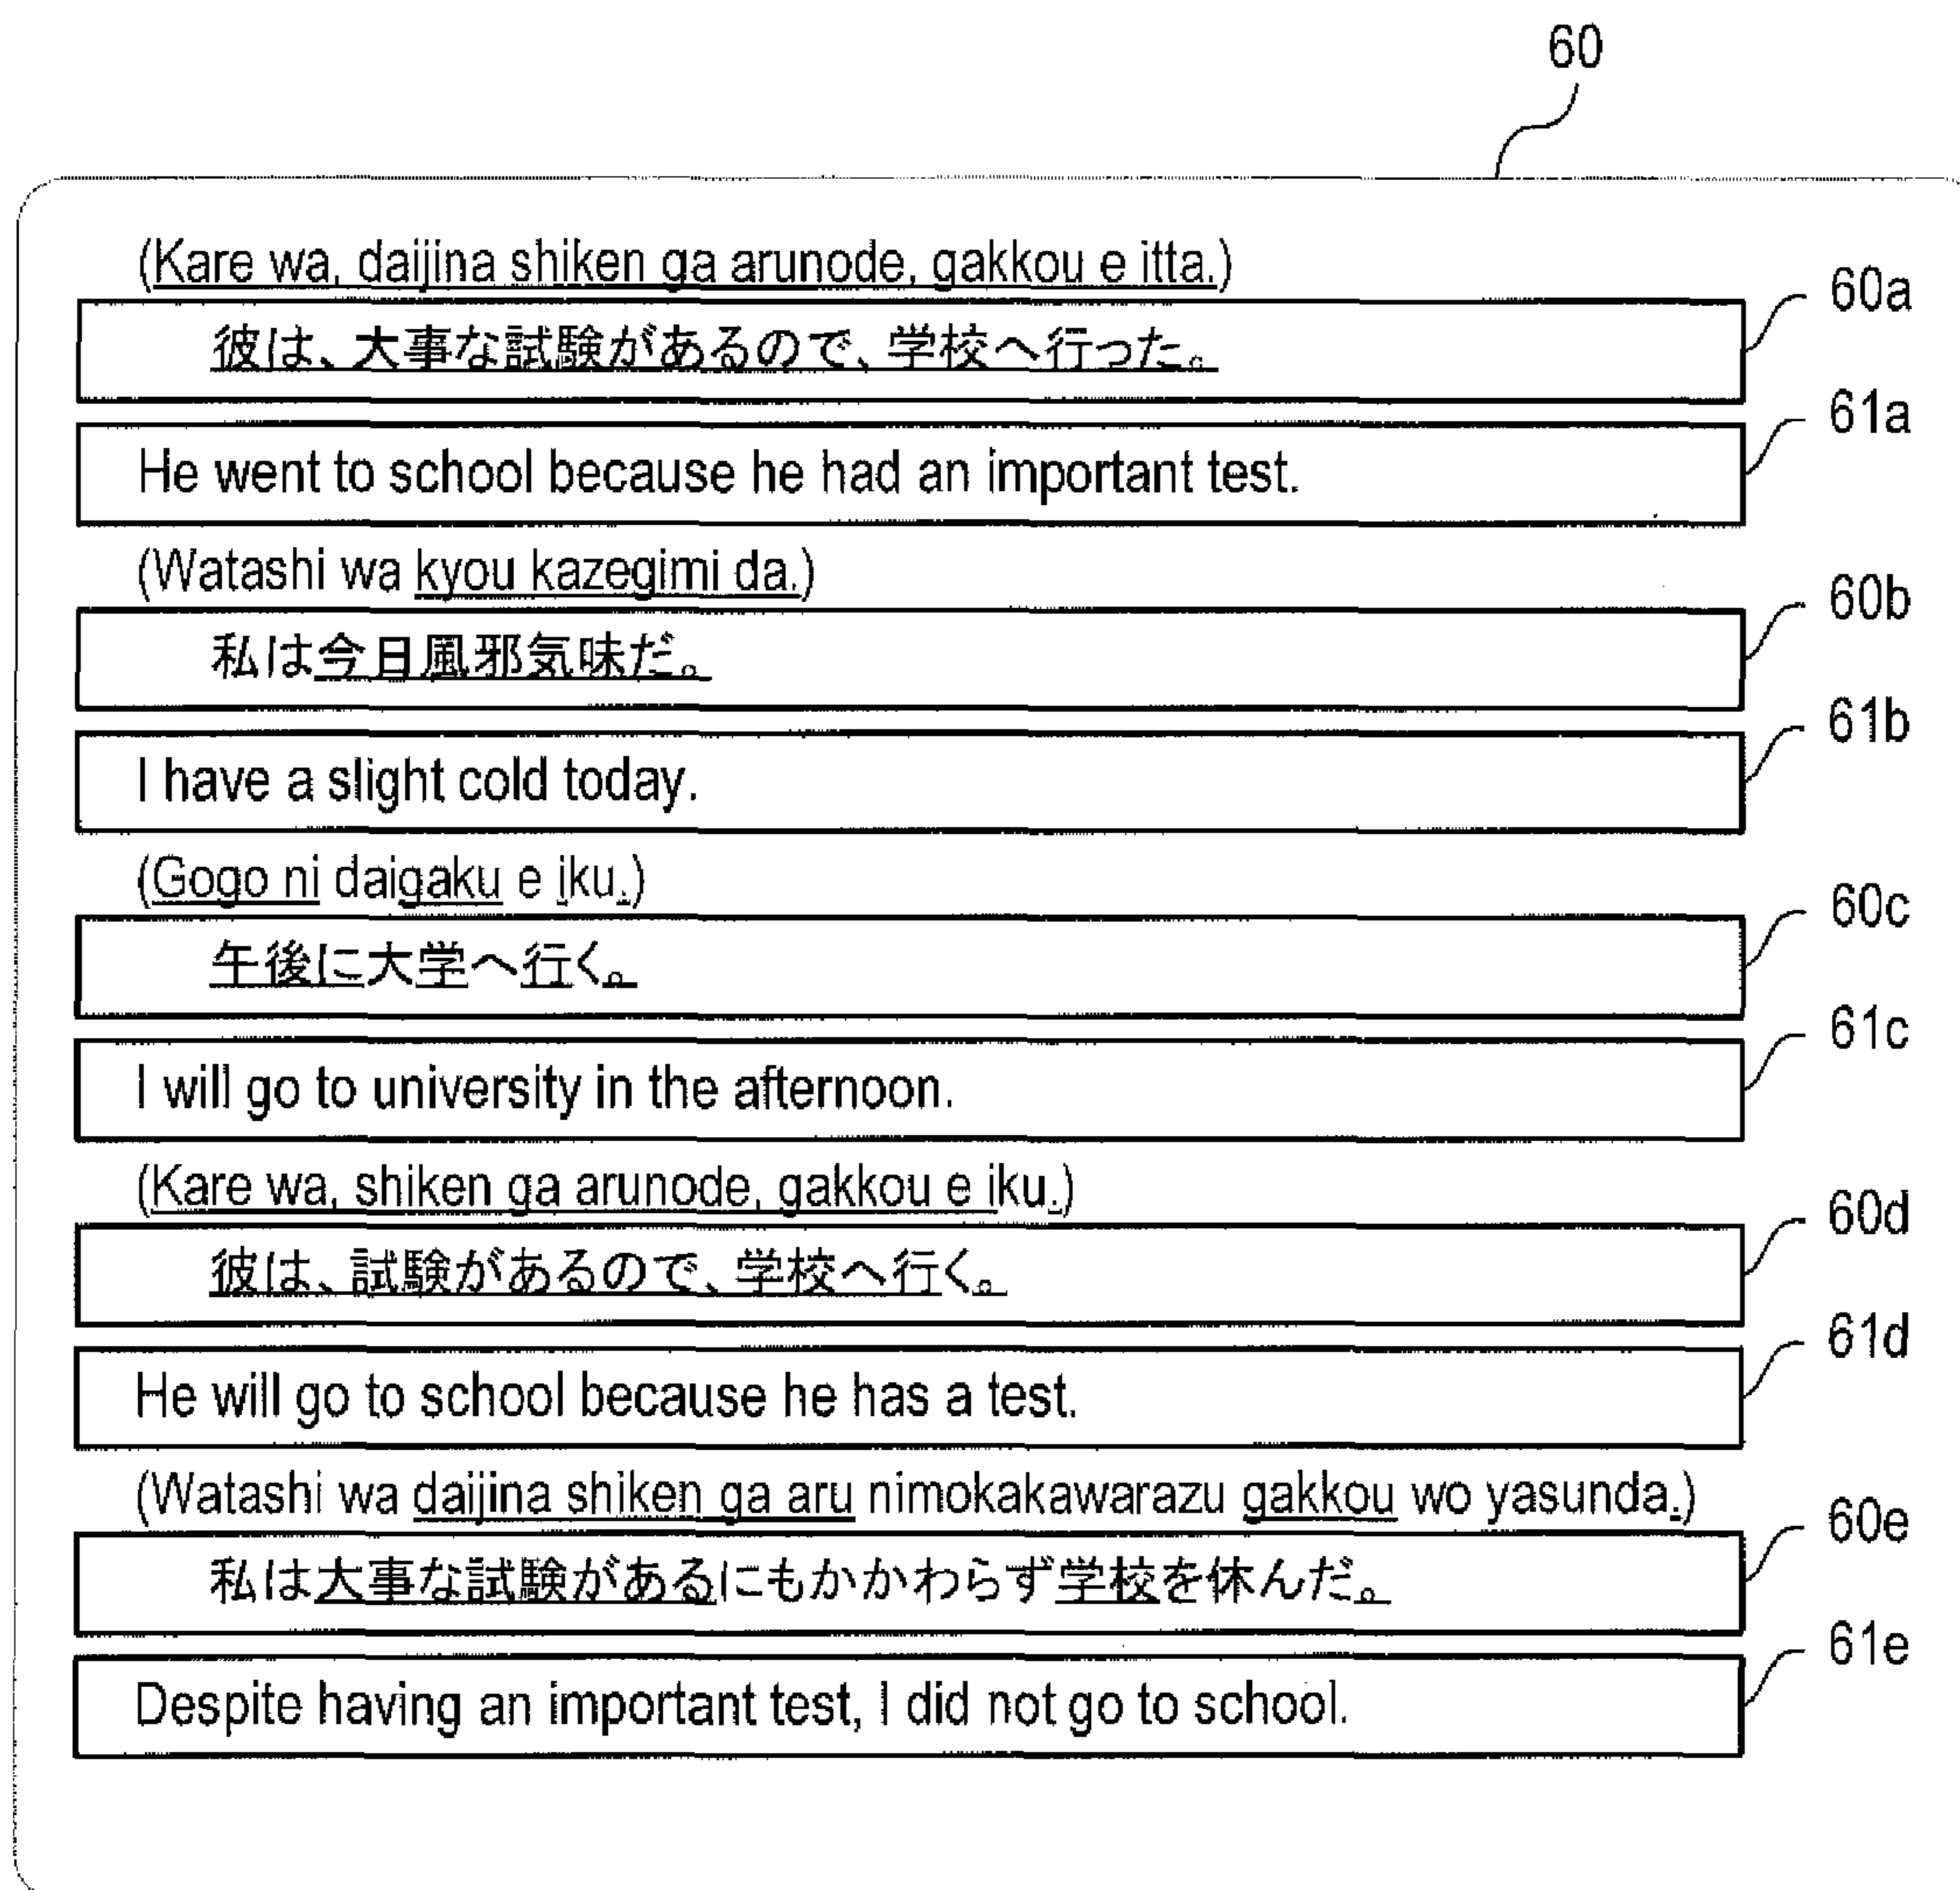 60
(Kare wa, daijina shiken ga arunode, gakkou e itta.)
彼は、大事な試験があるので、学校へ行った。 60a
He went to school because he had an important test. 61a
(Watashi wa kyou kazegimi da.)
私は今日風邪気味だ。 60b
I have a slight cold today. 61b
(Gogo ni daigaku e iku.)
午後に大学へ行く。 60c
I will go to university in the afternoon. 61c
(Kare wa, shiken ga arunode, gakkou e iku.)
彼は、試験があるので、学校へ行く。 60d
He will go to school because he has a test. 61d
(Watashi wa daijina shiken ga aru nimokakawarazu gakkou wo yasunda.)
私は大事な試験があるにもかかわらず学校を休んだ。 60e
Despite having an important test, I did not go to school. 61e